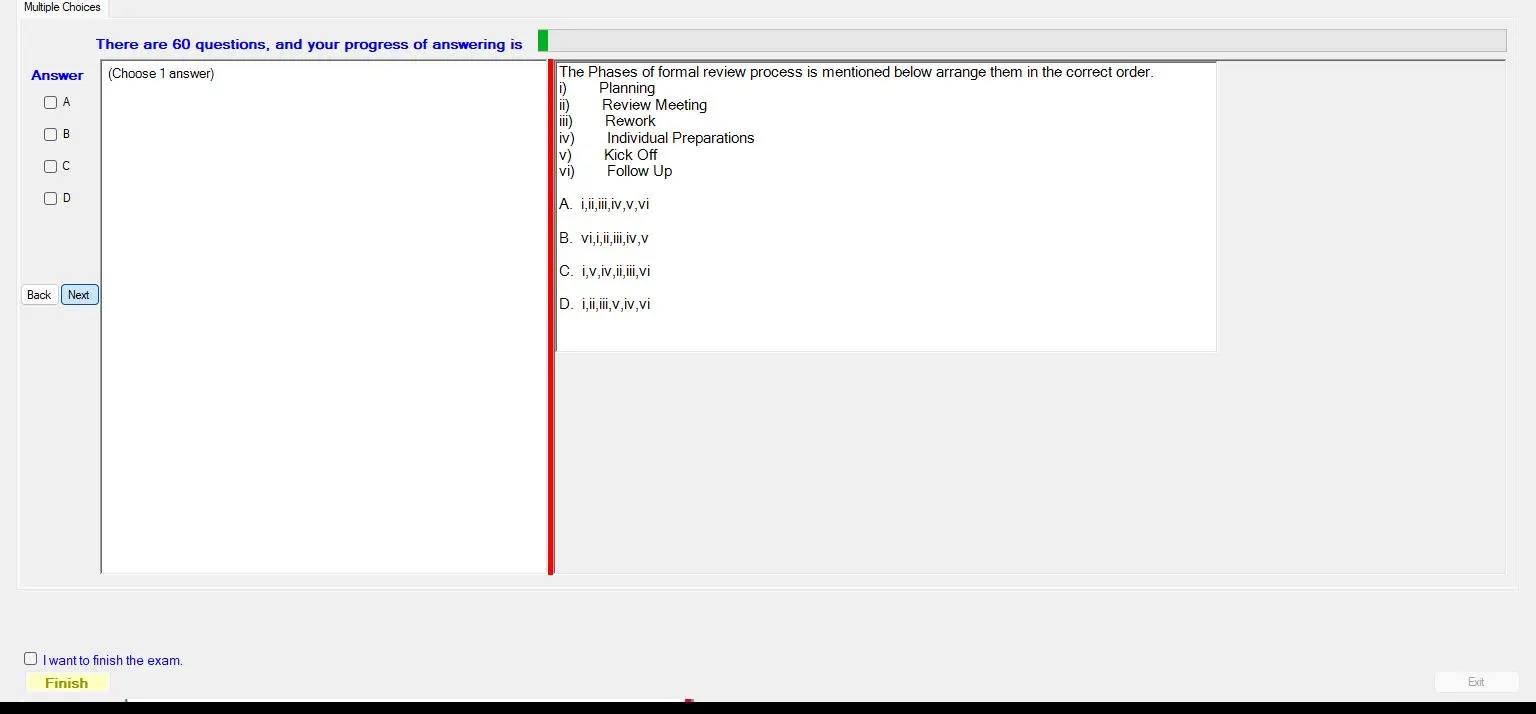 Multiple Choices
There are 60 questions, and your progress of answering is
Answer
A
B
C
D
Back Next
(Choose 1 answer)
The Phases of formal review process is mentioned below arrange them in the correct order.
i) Planning
ii) Review Meeting
iii) Rework
iv) Individual Preparations
v) Kick Off
vi) Follow Up
A. i,ii,iii,iv,v,vi
B. vi,i,ii,iii,iv,v
C. i,v,iv,ii,iii,vi
D. i,ii,iii,v,iv,vi
I want to finish the exam.
Finish
Exit